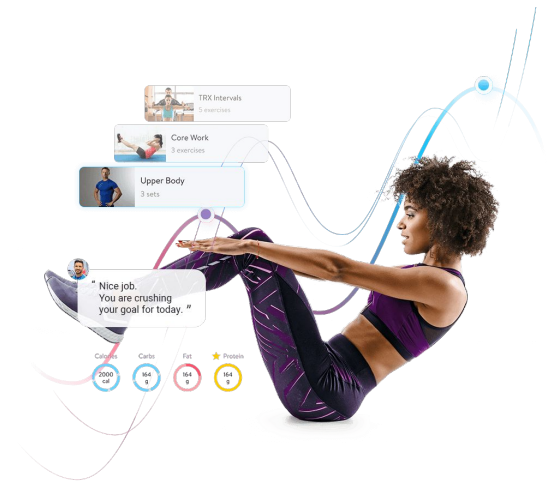 TRX Intervals
5 exercises
Core Work
3 exercises
Upper Body
3 sets
“ Nice job.
You are crushing
your goal for today. ”
Calories
Carbs
Fat
Protein
2000
cal
164
g
164
g
164
g